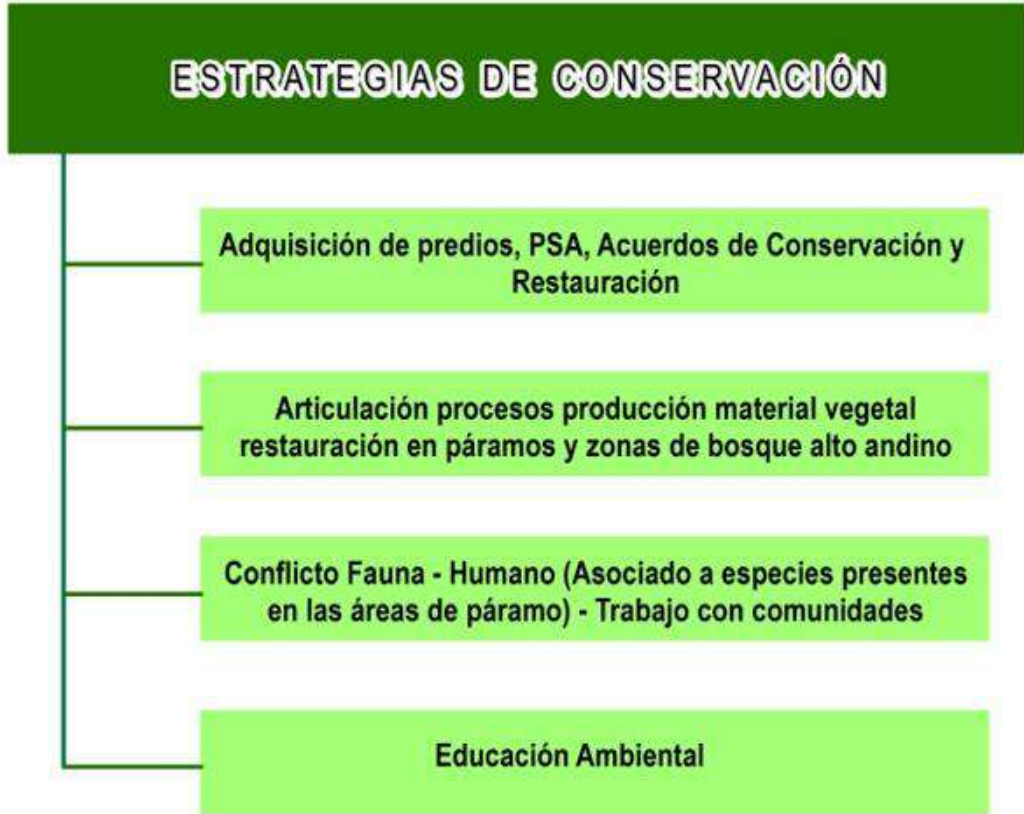 ESTRATEGIAS DE CONSERVACIÓN
Adquisición de predios, PSA, Acuerdos de Conservación y
Restauración
Articulación procesos producción material vegetal
restauración en páramos y zonas de bosque alto andino
Conflicto Fauna - Humano (Asociado a especies presentes
en las áreas de páramo) - Trabajo con comunidades
Educación Ambiental